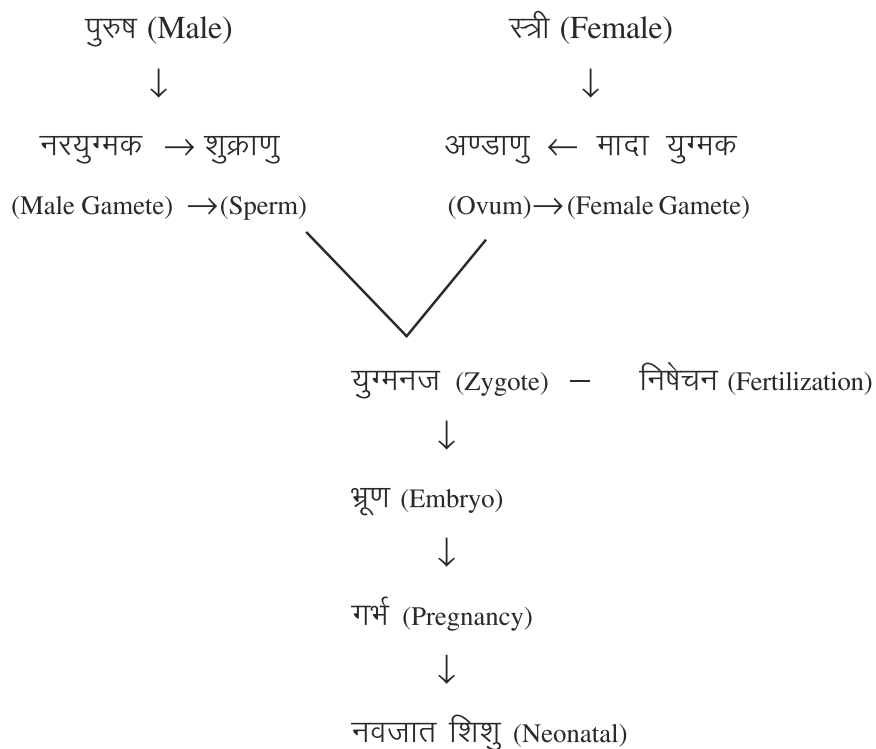 पुरुष (Male) स्त्री (Female)
↓ ↓
नरयुग्मक → शुक्राणु अण्डाणु ← मादा युग्मक
(Male Gamete) →(Sperm) (Ovum)→(Female Gamete)
युग्मनज (Zygote) – निषेचन (Fertilization)
↓
भ्रूण (Embryo)
↓
गर्भ (Pregnancy)
↓
नवजात शिशु (Neonatal)